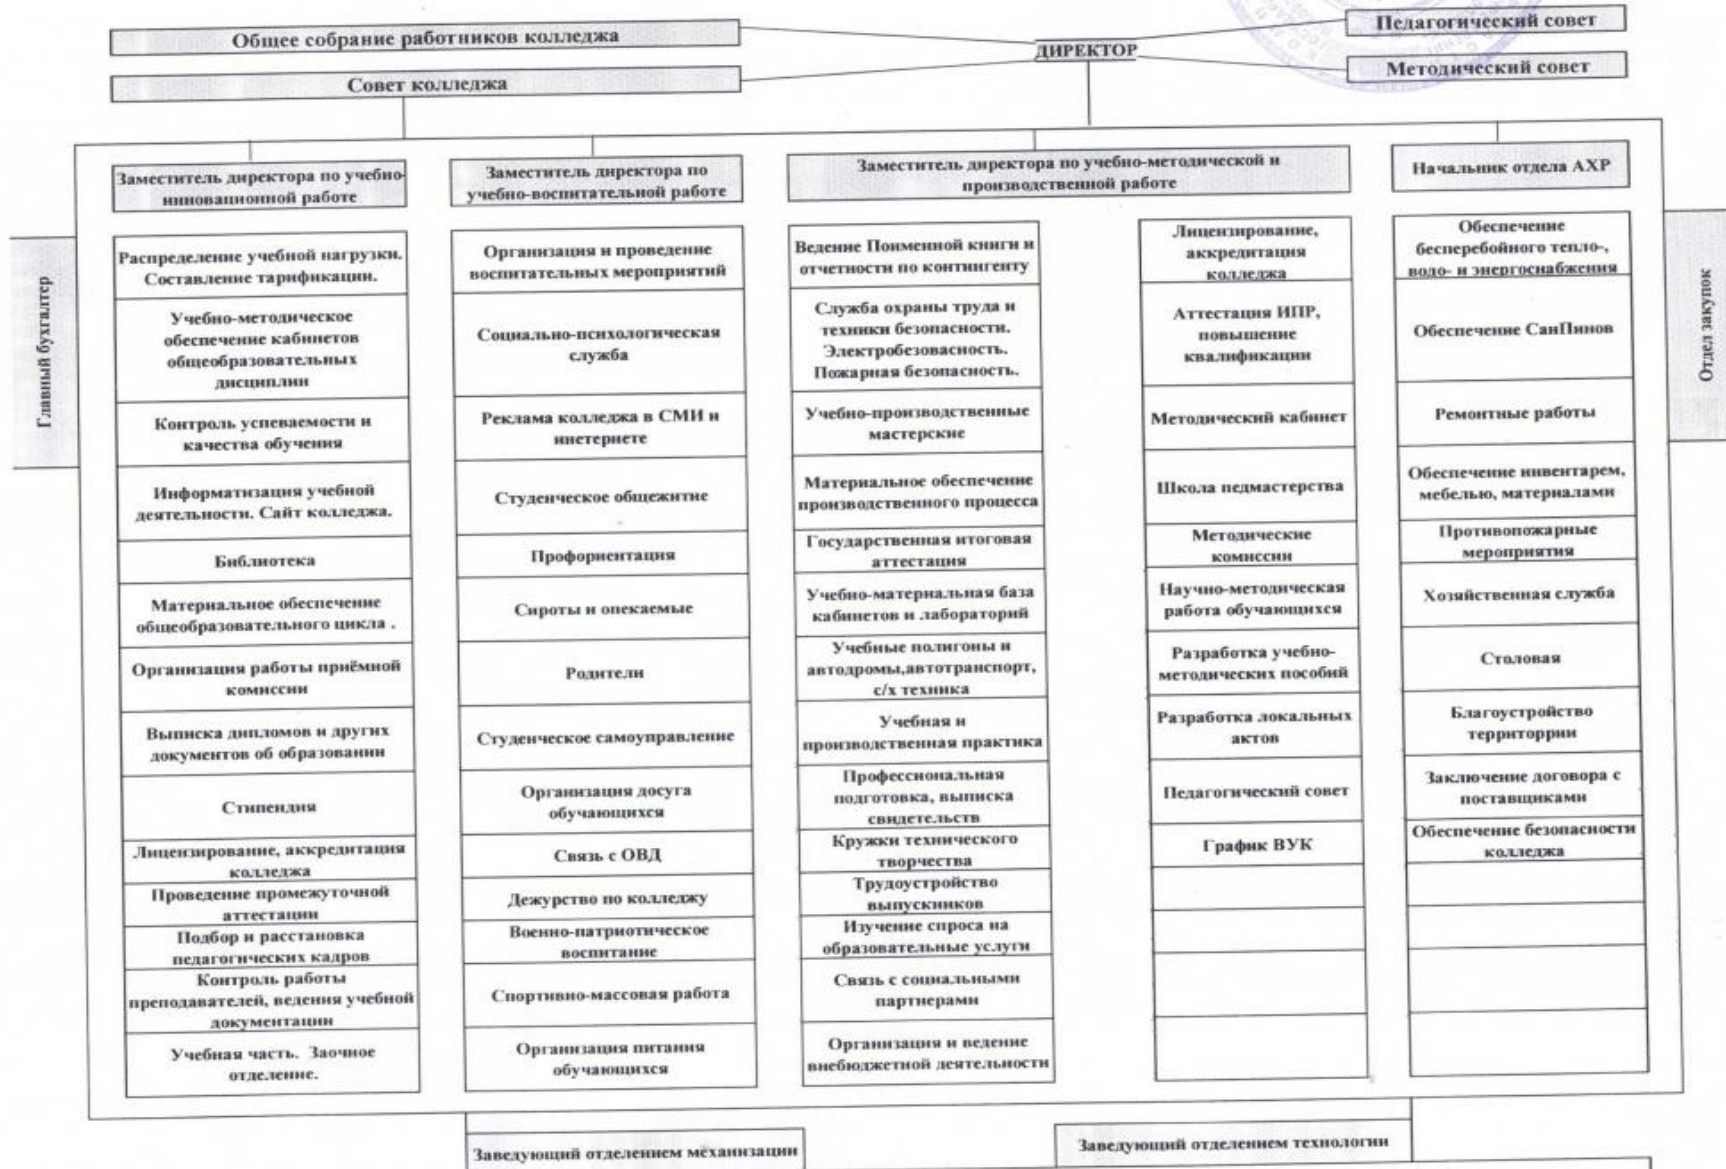 Общее собрание работников колледжа
Совет колледжа
ДИРЕКТОР
Педагогический совет
Методический совет
Главный бухгалтер
Заместитель директора по учебно-
инновационной работе
Распределение учебной нагрузки.
Составление тарификации.
Учебно-методическое
обеспечение кабинетов
общеобразовательных
дисциплин
Контроль успеваемости и
качества обучения
Информатизация учебной
деятельности. Сайт колледжа.
Библиотека
Материальное обеспечение
общеобразовательного цикла .
Организация работы приёмной
комиссии
Выписка дипломов и других
документов об образовании
Стипендия
Лицензирование, аккредитация
колледжа
Проведение промежуточной
аттестации
Подбор и расстановка
педагогических кадров
Контроль работы
преподавателей, ведения учебной
документации
Учебная часть. Заочное
отделение.
Заместитель директора по
учебно-воспитательной работе
Организация и проведение
воспитательных мероприятий
Социально-психологическая
служба
Реклама колледжа в СМИ и
инетернете
Студенческое общежитие
Профориентация
Сироты и опекаемые
Родители
Студенческое самоуправление
Организация досуга
обучающихся
Связь с ОВД
Дежурство по колледжу
Военно-патриотическое
воспитание
Спортивно-массовая работа
Организация питания
обучающихся
Заместитель директора по учебно-методической и
производственной работе
Ведение Поименной книги и
отчетности по контингенту
Служба охраны труда и
техники безопасности.
Электробезовасность.
Пожарная безопасность.
Учебно-производственные
мастерские
Материальное обеспечение
производственного процесса
Государственная итоговая
аттестация
Учебно-материальная база
кабинетов и лабораторий
Учебные полигоны и
автодромы,автотранспорт,
с/х техника
Учебная и
производственная практика
Профессиональная
подготовка, выписка
свидетельств
Кружки технического
творчества
Трудоустройство
выпускников
Изучение спроса на
образовательные услуги
Связь с социальными
партнерами
Организация и ведение
внебюджетной деятельности
Лицензирование,
аккредитация
колледжа
Аттестация ИПР,
повышение
квалификации
Методический кабинет
Школа педмастерства
Методические
комиссии
Научно-методическая
работа обучающихся
Разработка учебно-
методических пособий
Разработка локальных
актов
Педагогический совет
График ВУК
Начальник отдела АХР
Обеспечение
бесперебойного тепло-,
водо- и энергоснабжения
Обеспечение СанПинов
Ремонтные работы
Обеспечение инвентарем,
мебелью, материалами
Противопожарные
мероприятия
Хозяйственная служба
Столовая
Благоустройство
территоррии
Заключение договора с
поставщиками
Обеспечение безопасности
колледжа
Отдел закупок
Заведующий отделением механизации
Заведующий отделением технологии